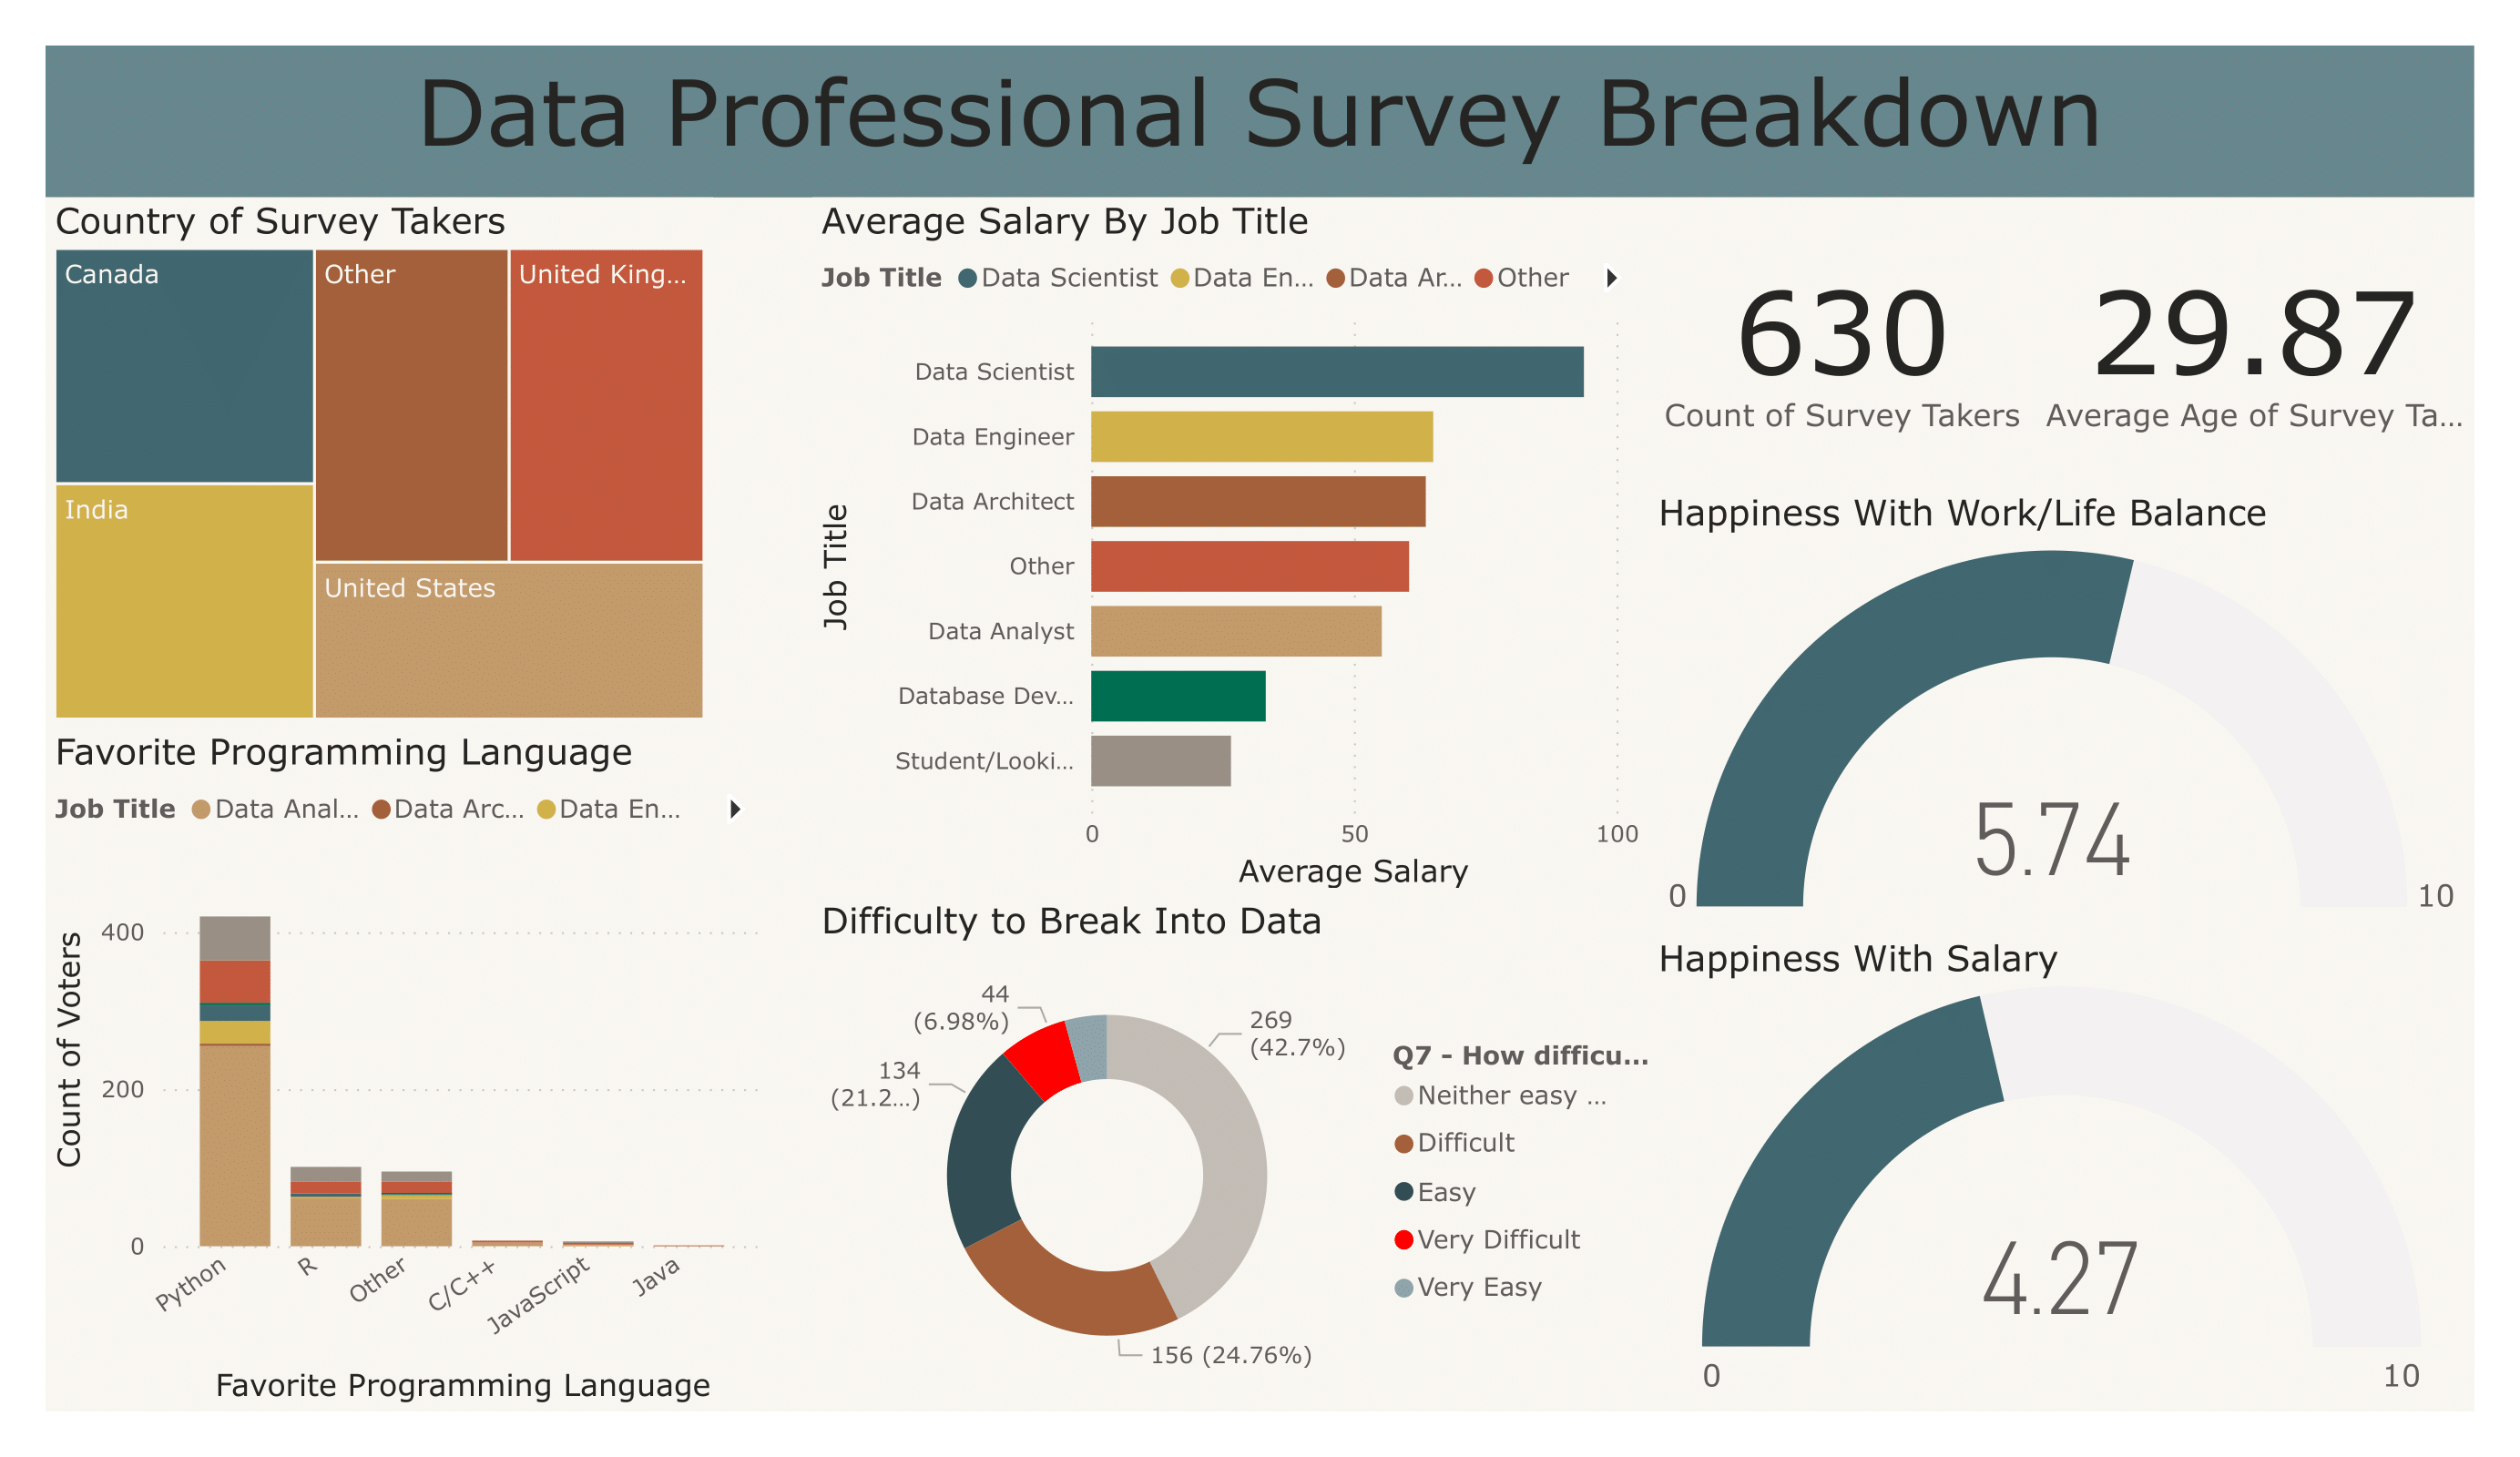 Data Professional Survey Breakdown
Country of Survey Takers
Canada
Other
United King...
India
United States
Average Salary By Job Title
Job Title Data Scientist Data En... Data Ar... Other
Job Title
Data Scientist
Data Engineer
Data Architect
Other
Data Analyst
Database Dev...
Student/Looki...
0 50 100
Average Salary
630
Count of Survey Takers
29.87
Average Age of Survey Ta...
Happiness With Work/Life Balance
5.74
0 10
Favorite Programming Language
Job Title Data Anal... Data Arc... Data En...
Count of Voters
400
200
0
Python R Other C/C++ JavaScript Java
Favorite Programming Language
Difficulty to Break Into Data
44
(6.98%)
269
(42.7%)
134
(21.2...)
156 (24.76%)
Q7 - How difficu...
Neither easy ...
Difficult
Easy
Very Difficult
Very Easy
Happiness With Salary
4.27
0 10